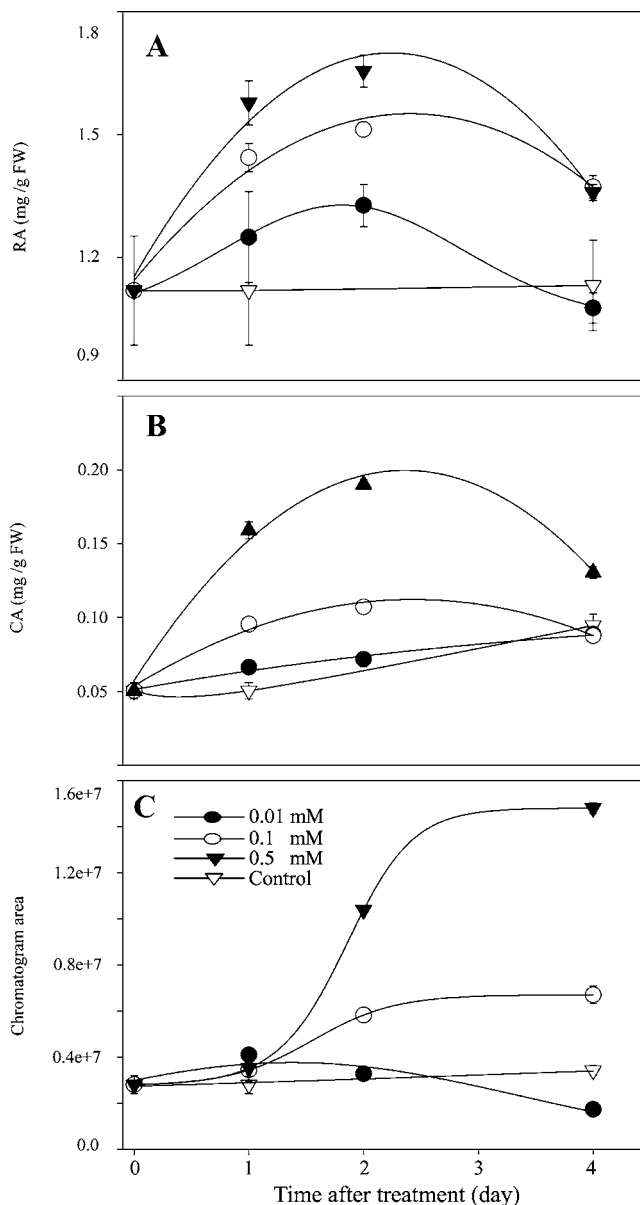 A
1.8
1.5
1.2
0.9
RA (mg /g FW)
B
0.20
0.15
0.10
0.05
CA (mg /g FW)
C
1.6e+7
1.2e+7
0.8e+7
0.4e+7
0.0
Chromatogram area
0.01 mM
0.1 mM
0.5 mM
Control
0 1 2 3 4
Time after treatment (day)